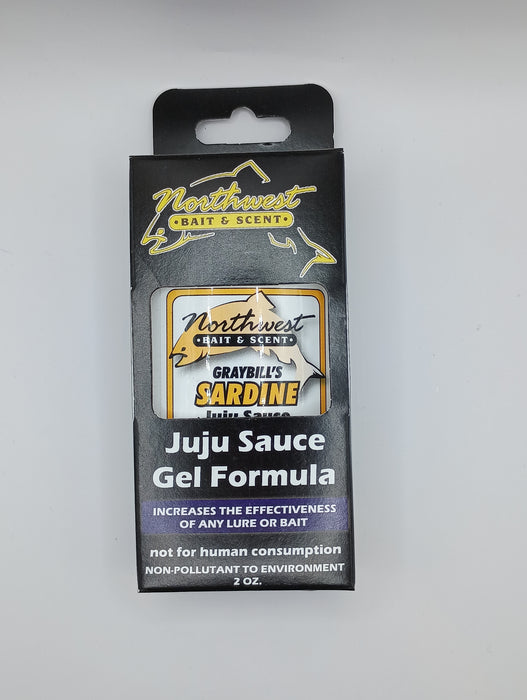 Northwest
• BAIT & SCENT •
Northwest
• BAIT & SCENT •
GRAYBILL'S
SARDINE
Juju Sauce
Juju Sauce
Gel Formula
INCREASES THE EFFECTIVENESS
OF ANY LURE OR BAIT
not for human consumption
NON-POLLUTANT TO ENVIRONMENT
2 OZ.